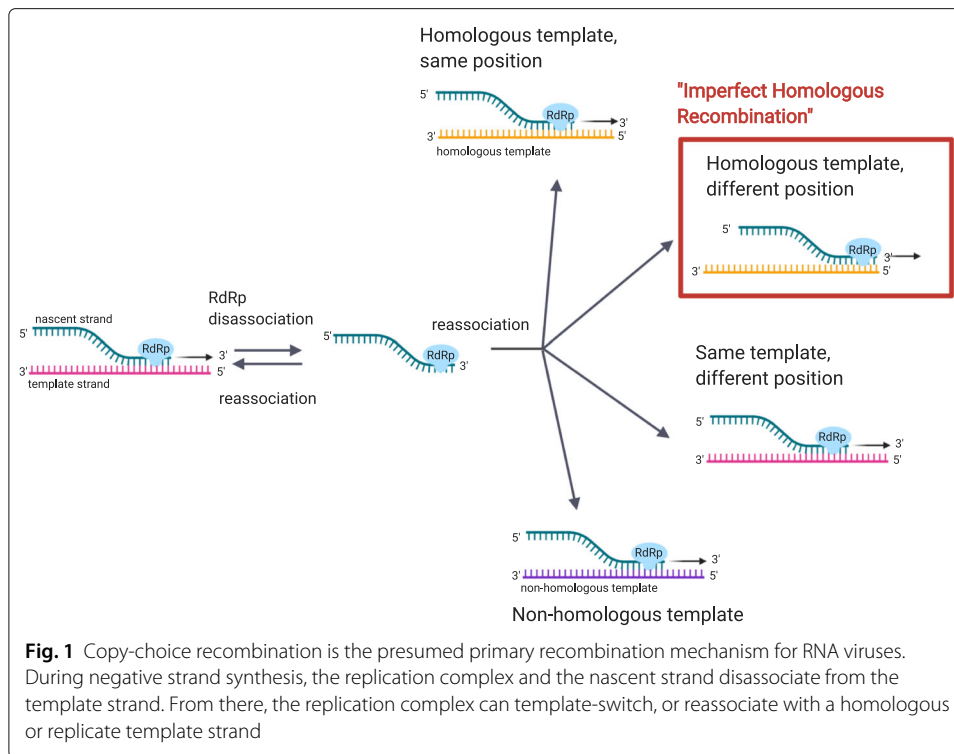 Homologous template,
same position
5'
RdRp
3'
3'
5'
homologous template
"Imperfect Homologous
Recombination"
Homologous template,
different position
5'
RdRp
3'
3'
5'
RdRp
disassociation
reassociation
reassociation
nascent strand
5'
RdRp
3'
3'
5'
template strand
5'
RdRp
3'
Same template,
different position
5'
RdRp
3'
3'
5'
5'
RdRp
3'
3'
5'
non-homologous template
Non-homologous template
Fig. 1 Copy-choice recombination is the presumed primary recombination mechanism for RNA viruses.
During negative strand synthesis, the replication complex and the nascent strand disassociate from the
template strand. From there, the replication complex can template-switch, or reassociate with a homologous
or replicate template strand